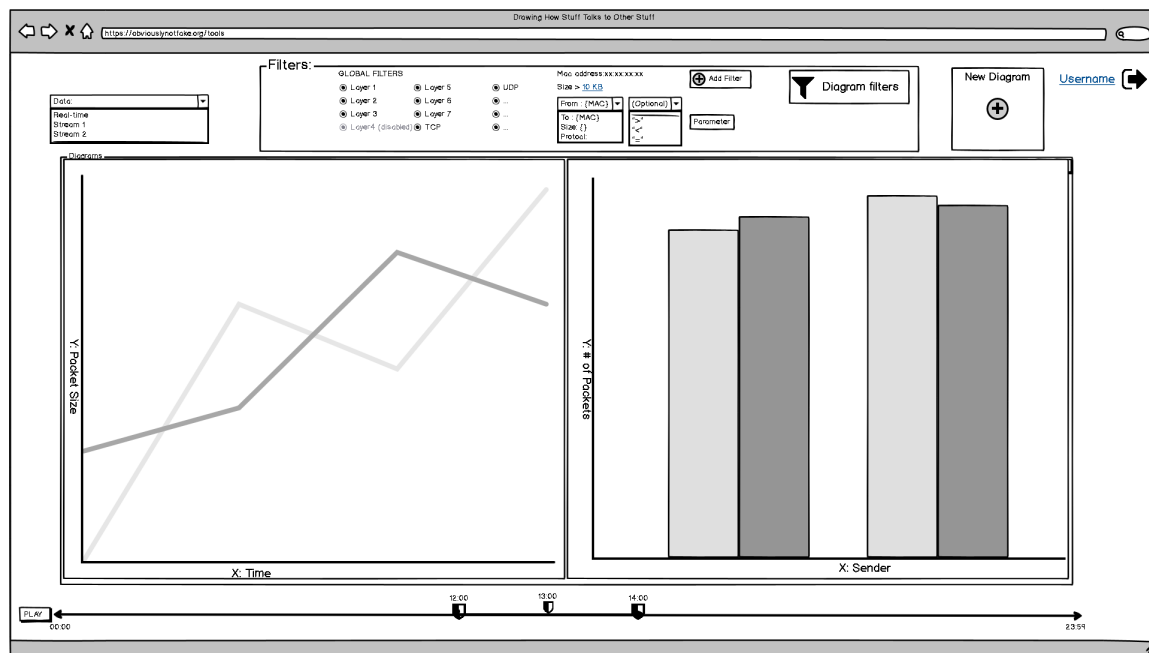 Drawing How Stuff Talks to Other Stuff
https://obviouslynotfake.org/tools
Filters:
GLOBAL FILTERS
Layer 1
Layer 2
Layer 3
Layer4 (disabled)
Layer 5
Layer 6
Layer 7
TCP
UDP
...
...
...
Mac address:xx:xx:xx:xx
Size > 10 KB
From : {MAC}
To : {MAC}
Size: {}
Protool:
(Optional)
">"
"<"
"="
Add Filter
Parameter
Diagram filters
New Diagram
Username
Data:
Real-time
Stream 1
Stream 2
Diagrams
Y: Packet Size
X: Time
Y: # of Packets
X: Sender
PLAY
00:00
12:00
13:00
14:00
23:59